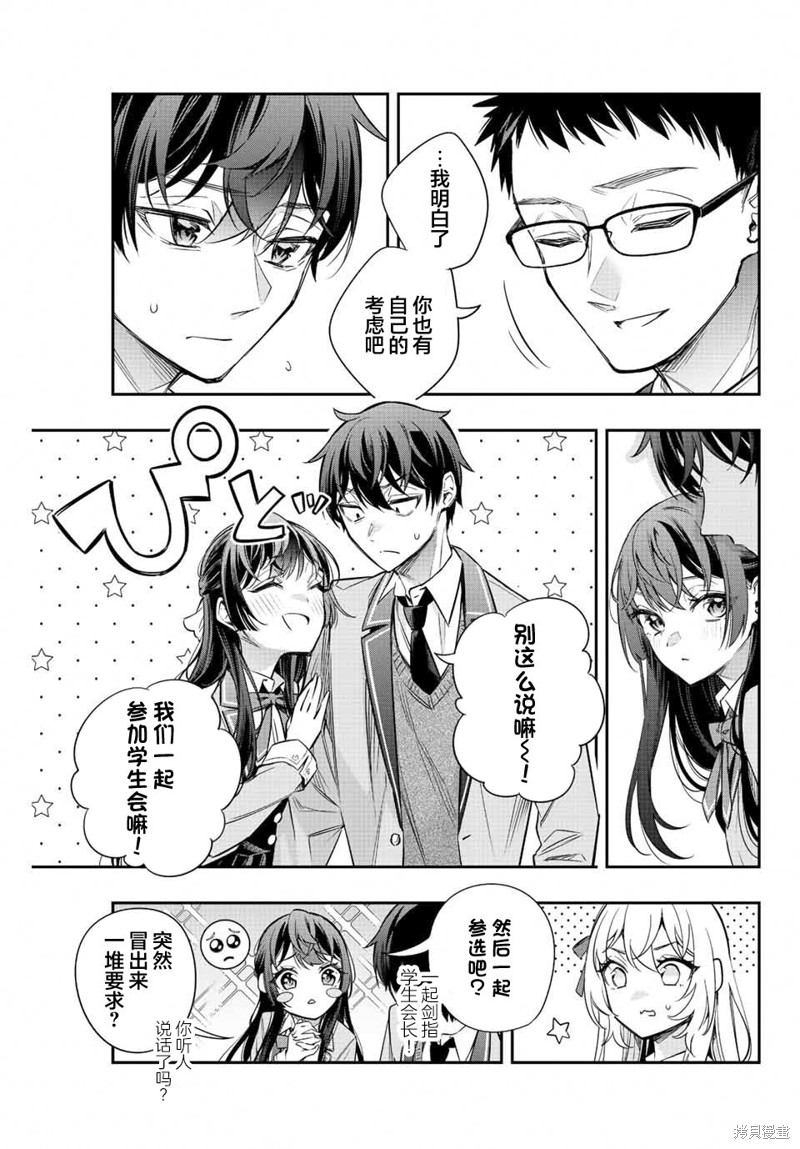 …我明白了
你也有
自己的
考虑吧
ぴとッ
别这么说嘛～！
我们一起
参加学生会嘛！
然后一起
参选吧？
一起剑指
学生会长！
突然
冒出来
一堆要求？
你听人
说话了吗？
拷貝漫畫